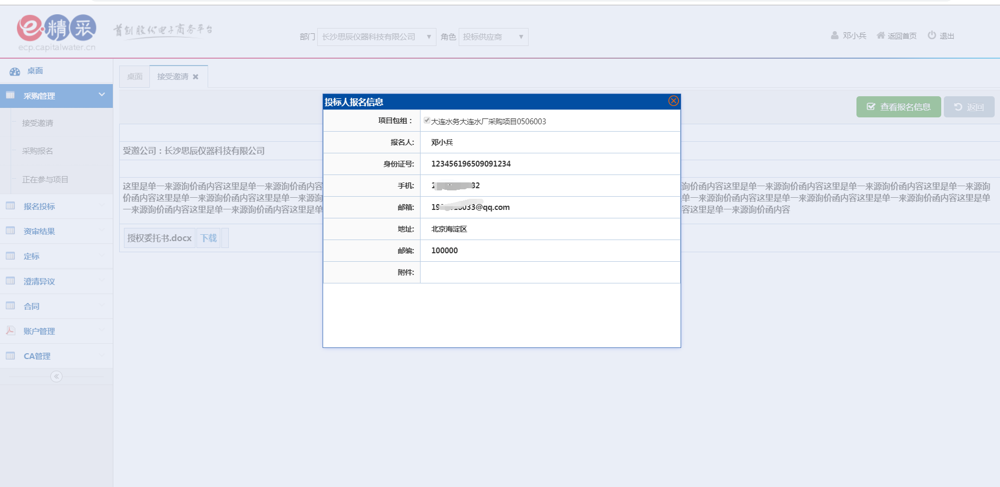 e·精采
ecp.capitalwater.cn
首创股份电子商务平台
部门 长沙思辰仪器科技有限公司 ▼ 角色 投标供应商 ▼
邓小兵 返回首页 退出
桌面
采购管理
接受邀请
采购报名
正在参与项目
报名投标
资审结果
定标
澄清异议
合同
账户管理
CA管理
桌面 接受邀请
查看报名信息 返回
受邀公司：长沙思辰仪器科技有限公司
这里是单一来源询价函内容这里是单一来源询价函内容
询价函内容这里是单一来源询价函内容这里是单一来源询价函内容这里是单一来源询
价函内容这里是单一来源询价函内容这里是单一来源询
单一来源询价函内容这里是单一来源询价函内容这里是单一来源询价函内容这里是单
一来源询价函内容这里是单一来源询价函内容这里是单
容这里是单一来源询价函内容
授权委托书.docx 下载
投标人报名信息
项目包组： 大连水务大连水厂采购项目0506003
报名人: 邓小兵
身份证号: 123456196509091234
手机:
邮箱: @qq.com
地址: 北京海淀区
邮编: 100000
附件: